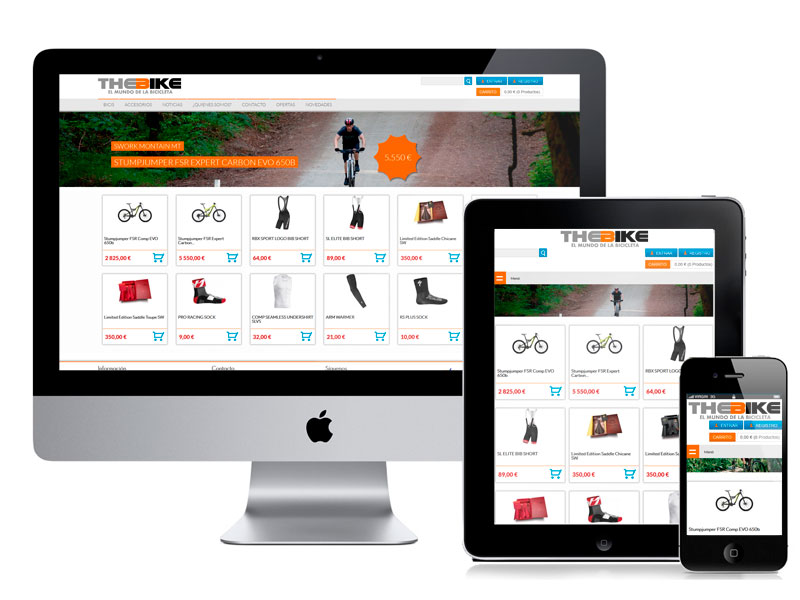 THEBIKE
EL MUNDO DE LA BICICLETA
ENTRAR
REGISTRO
CARRITO
0,00 € (0 Productos)
BICIS ACCESORIOS NOTICIAS ¿QUIENES SOMOS? CONTACTO OFERTAS NOVEDADES
SWORK MONTAIN MT
STUMPJUMPER FSR EXPERT CARBON EVO 650B
5.550 €
Stumpjumper FSR Comp EVO 650b
2 825,00 €
Stumpjumper FSR Expert Carbon...
5 550,00 €
RBX SPORT LOGO BIB SHORT
64,00 €
SL ELITE BIB SHORT
89,00 €
Limited Edition Saddle Chicane SW
350,00 €
Limited Edition Saddle Toupe SW
350,00 €
PRO RACING SOCK
9,00 €
COMP SEAMLESS UNDERSHIRT SLVS
32,00 €
ARM WARMER
21,00 €
RS PLUS SOCK
10,00 €
Información
Contacto
Síguenos
THEBIKE
EL MUNDO DE LA BICICLETA
ENTRAR
REGISTRO
CARRITO
0,00 € (0 Productos)
Menú
Stumpjumper FSR Comp EVO
650b
2 825,00 €
Stumpjumper FSR Expert
Carbon...
5 550,00 €
RBX SPORT LOGO
64,00 €
SL ELITE BIB SHORT
89,00 €
Limited Edition Saddle Chicane
SW
350,00 €
Limited Edition
350,00 €
THEBIKE
EL MUNDO DE LA BICICLETA
ENTRAR
REGISTRO
CARRITO
0,00 € (0 Productos)
Menú
Stumpjumper FSR Comp EVO 650b